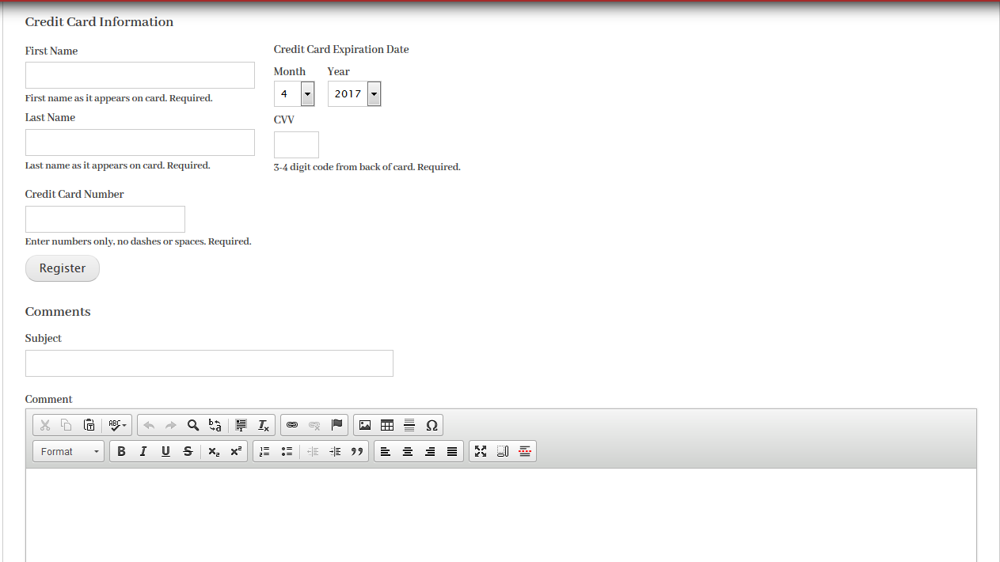 Credit Card Information
First Name
First name as it appears on card. Required.
Last Name
Last name as it appears on card. Required.
Credit Card Number
Enter numbers only, no dashes or spaces. Required.
Credit Card Expiration Date
Month Year
4 2017
CVV
3-4 digit code from back of card. Required.
Register
Comments
Subject
Comment
ABC
Format